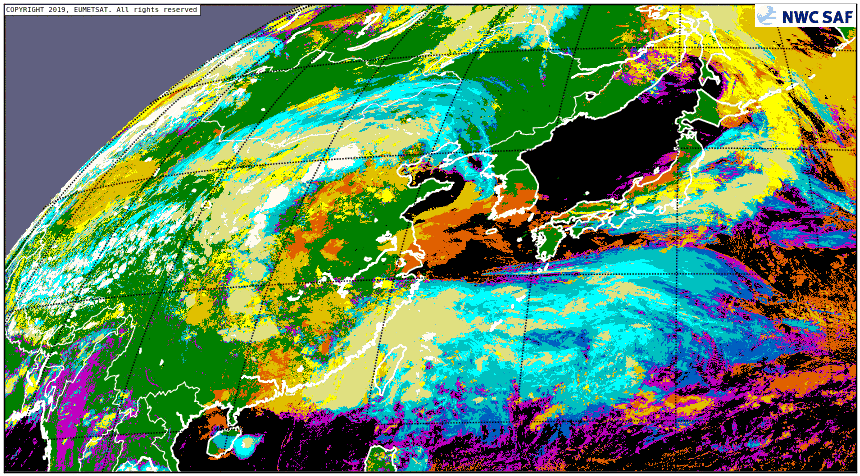 COPYRIGHT 2019, EUMETSAT. All rights reserved
NWC SAF